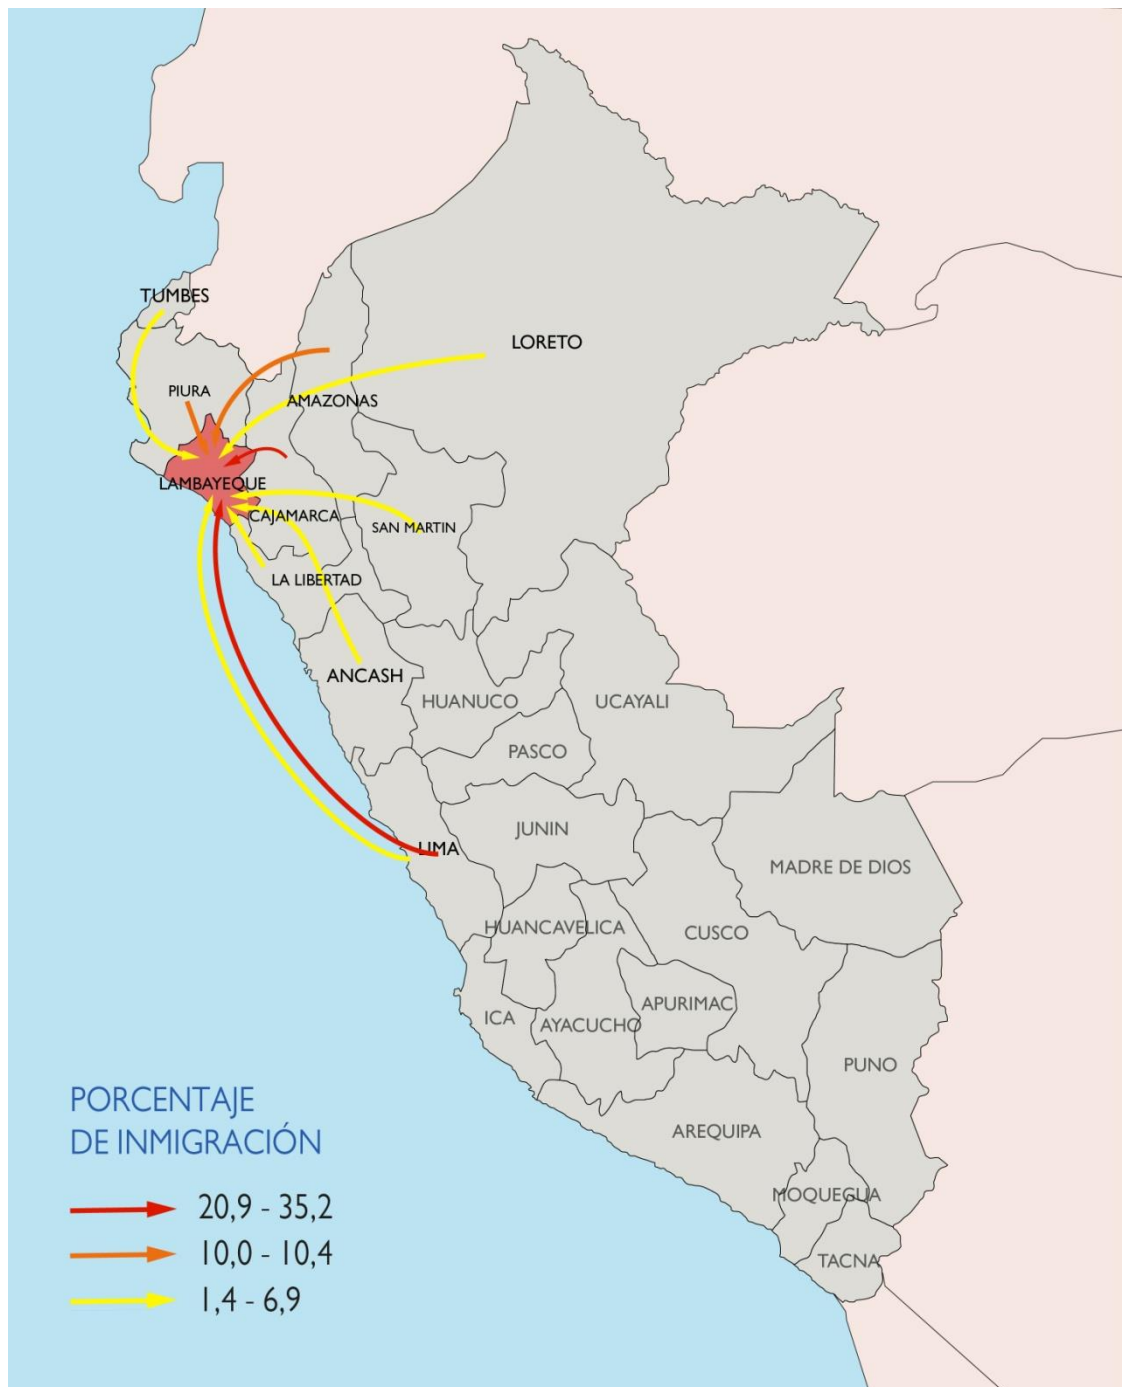 TUMBES
LORETO
PIURA
AMAZONAS
LAMBAYEQUE
CAJAMARCA
SAN MARTIN
LA LIBERTAD
ANCASH
HUANUCO
UCAYALI
PASCO
JUNIN
LIMA
MADRE DE DIOS
HUANCAVELICA
CUSCO
APURIMAC
ICA
AYACUCHO
PUNO
AREQUIPA
MOQUEGUA
TACNA
PORCENTAJE
DE INMIGRACIÓN
20,9 - 35,2
10,0 - 10,4
1,4 - 6,9